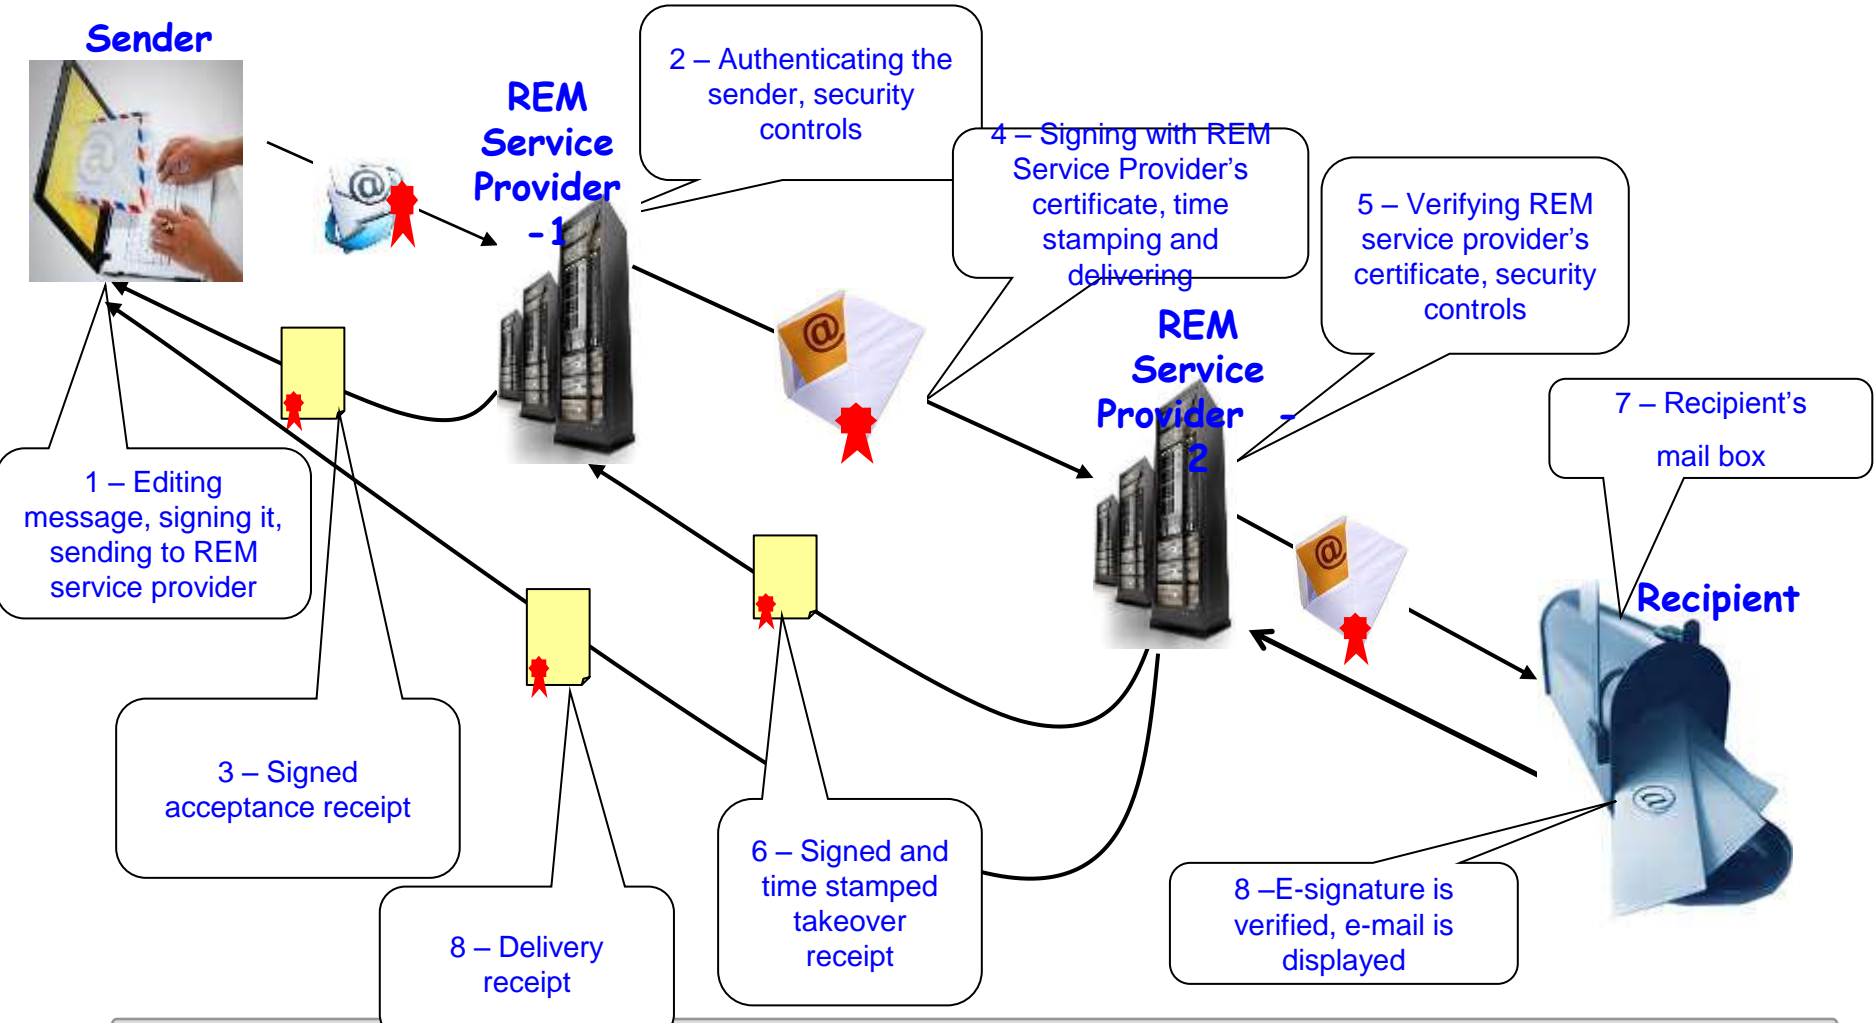 Sender
REM
Service
Provider
-1
2 – Authenticating the
sender, security
controls
4 – Signing with REM
Service Provider's
certificate, time
stamping and
delivering
5 – Verifying REM
service provider's
certificate, security
controls
REM
Service
Provider -
2
7 – Recipient's
mail box
1 – Editing
message, signing it,
sending to REM
service provider
Recipient
3 – Signed
acceptance receipt
8 – Delivery
receipt
6 – Signed and
time stamped
takeover
receipt
8 –E-signature is
verified, e-mail is
displayed